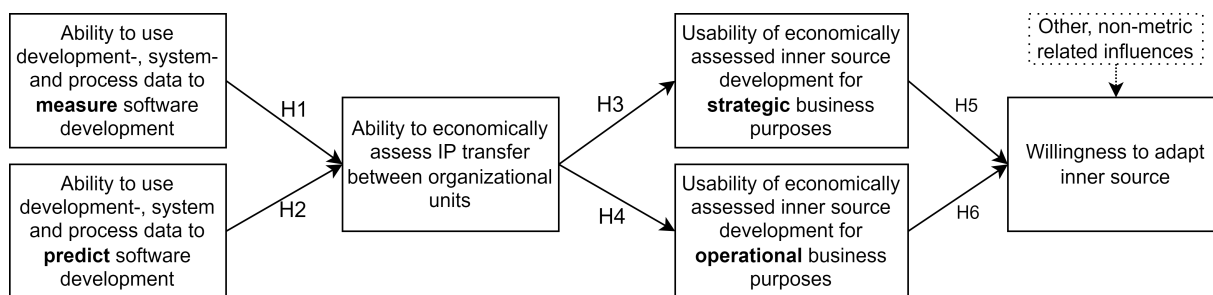 Ability to use
development-, system-
and process data to
measure software
development
H1
Ability to use
development-, system
and process data to
predict software
development
H2
Ability to economically
assess IP transfer
between organizational
units
H3
H4
Usability of economically
assessed inner source
development for
strategic business
purposes
Usability of economically
assessed inner source
development for
operational business
purposes
H5
H6
Other, non-metric
related influences
Willingness to adapt
inner source